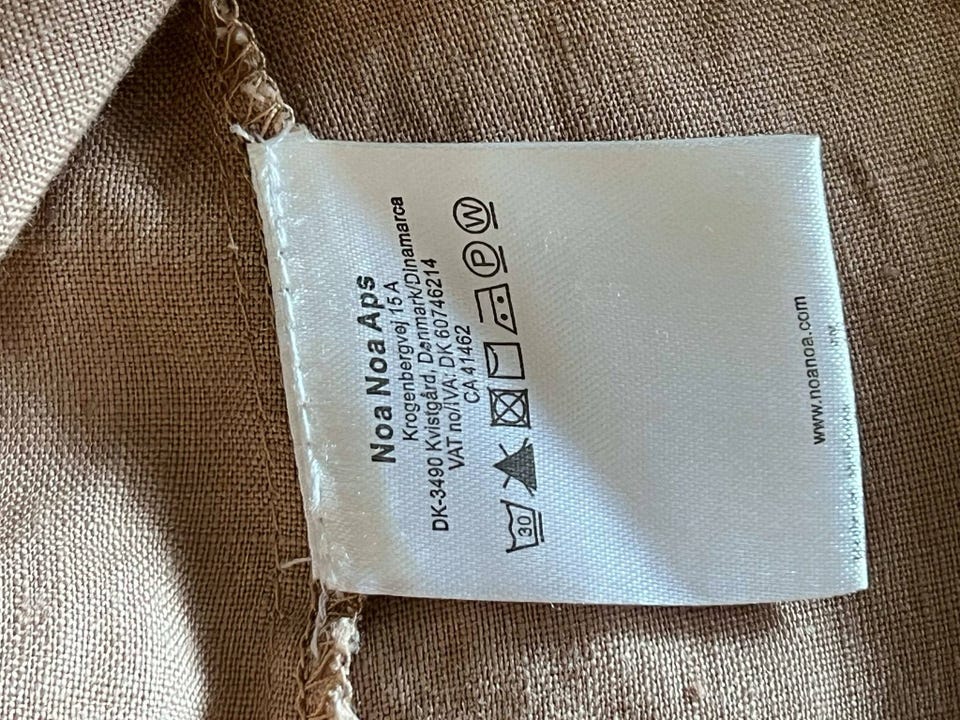 Noa Noa Aps
Krogenbergvej 15 A
DK-3490 Kvistgård, Denmark/Dinamarca
VAT no/IVA: DK 60746214
CA 41462
30 P W
www.noanoa.com